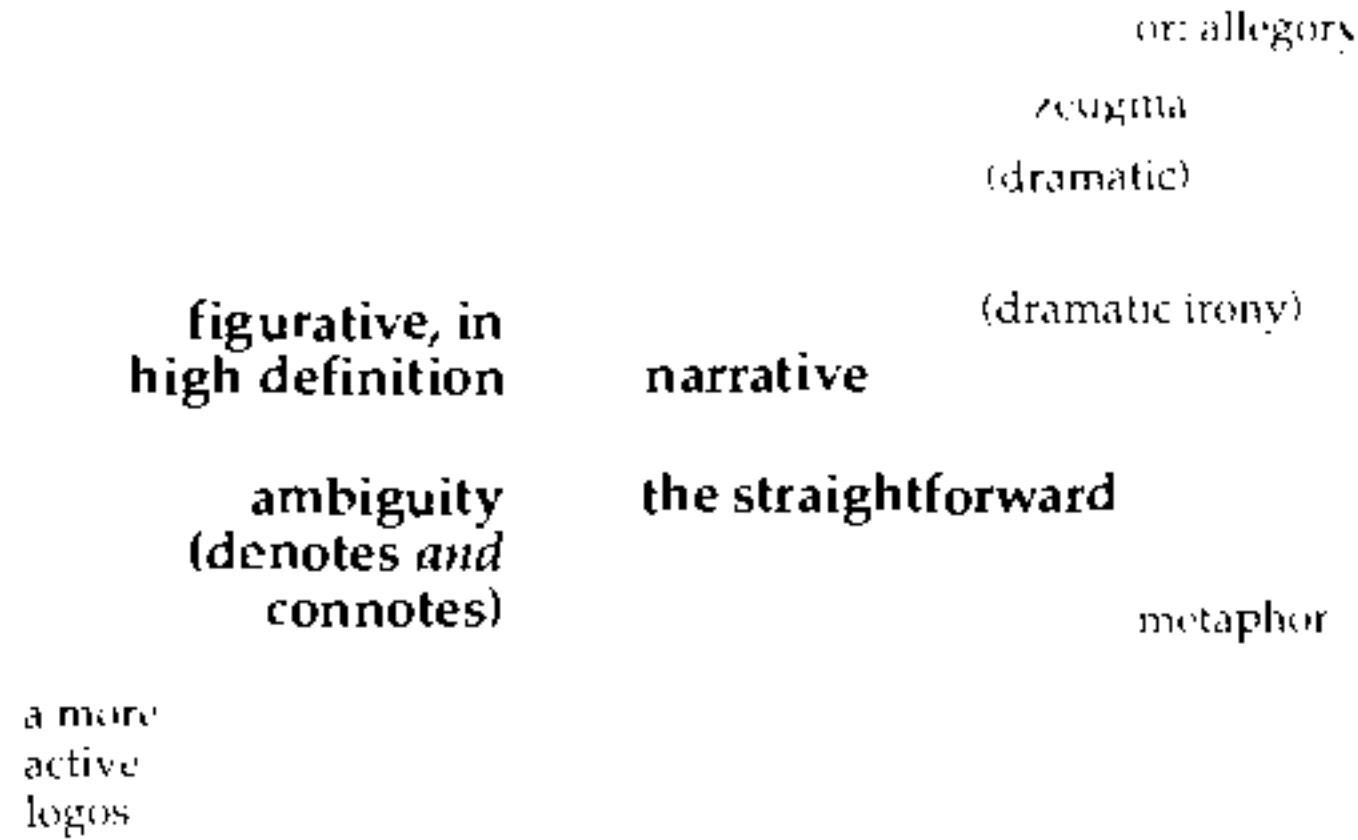 or: allegory
zeugma
(dramatic)
(dramatic irony)
figurative, in
high definition
narrative
ambiguity
(denotes and
connotes)
the straightforward
metaphor
a more
active
logos